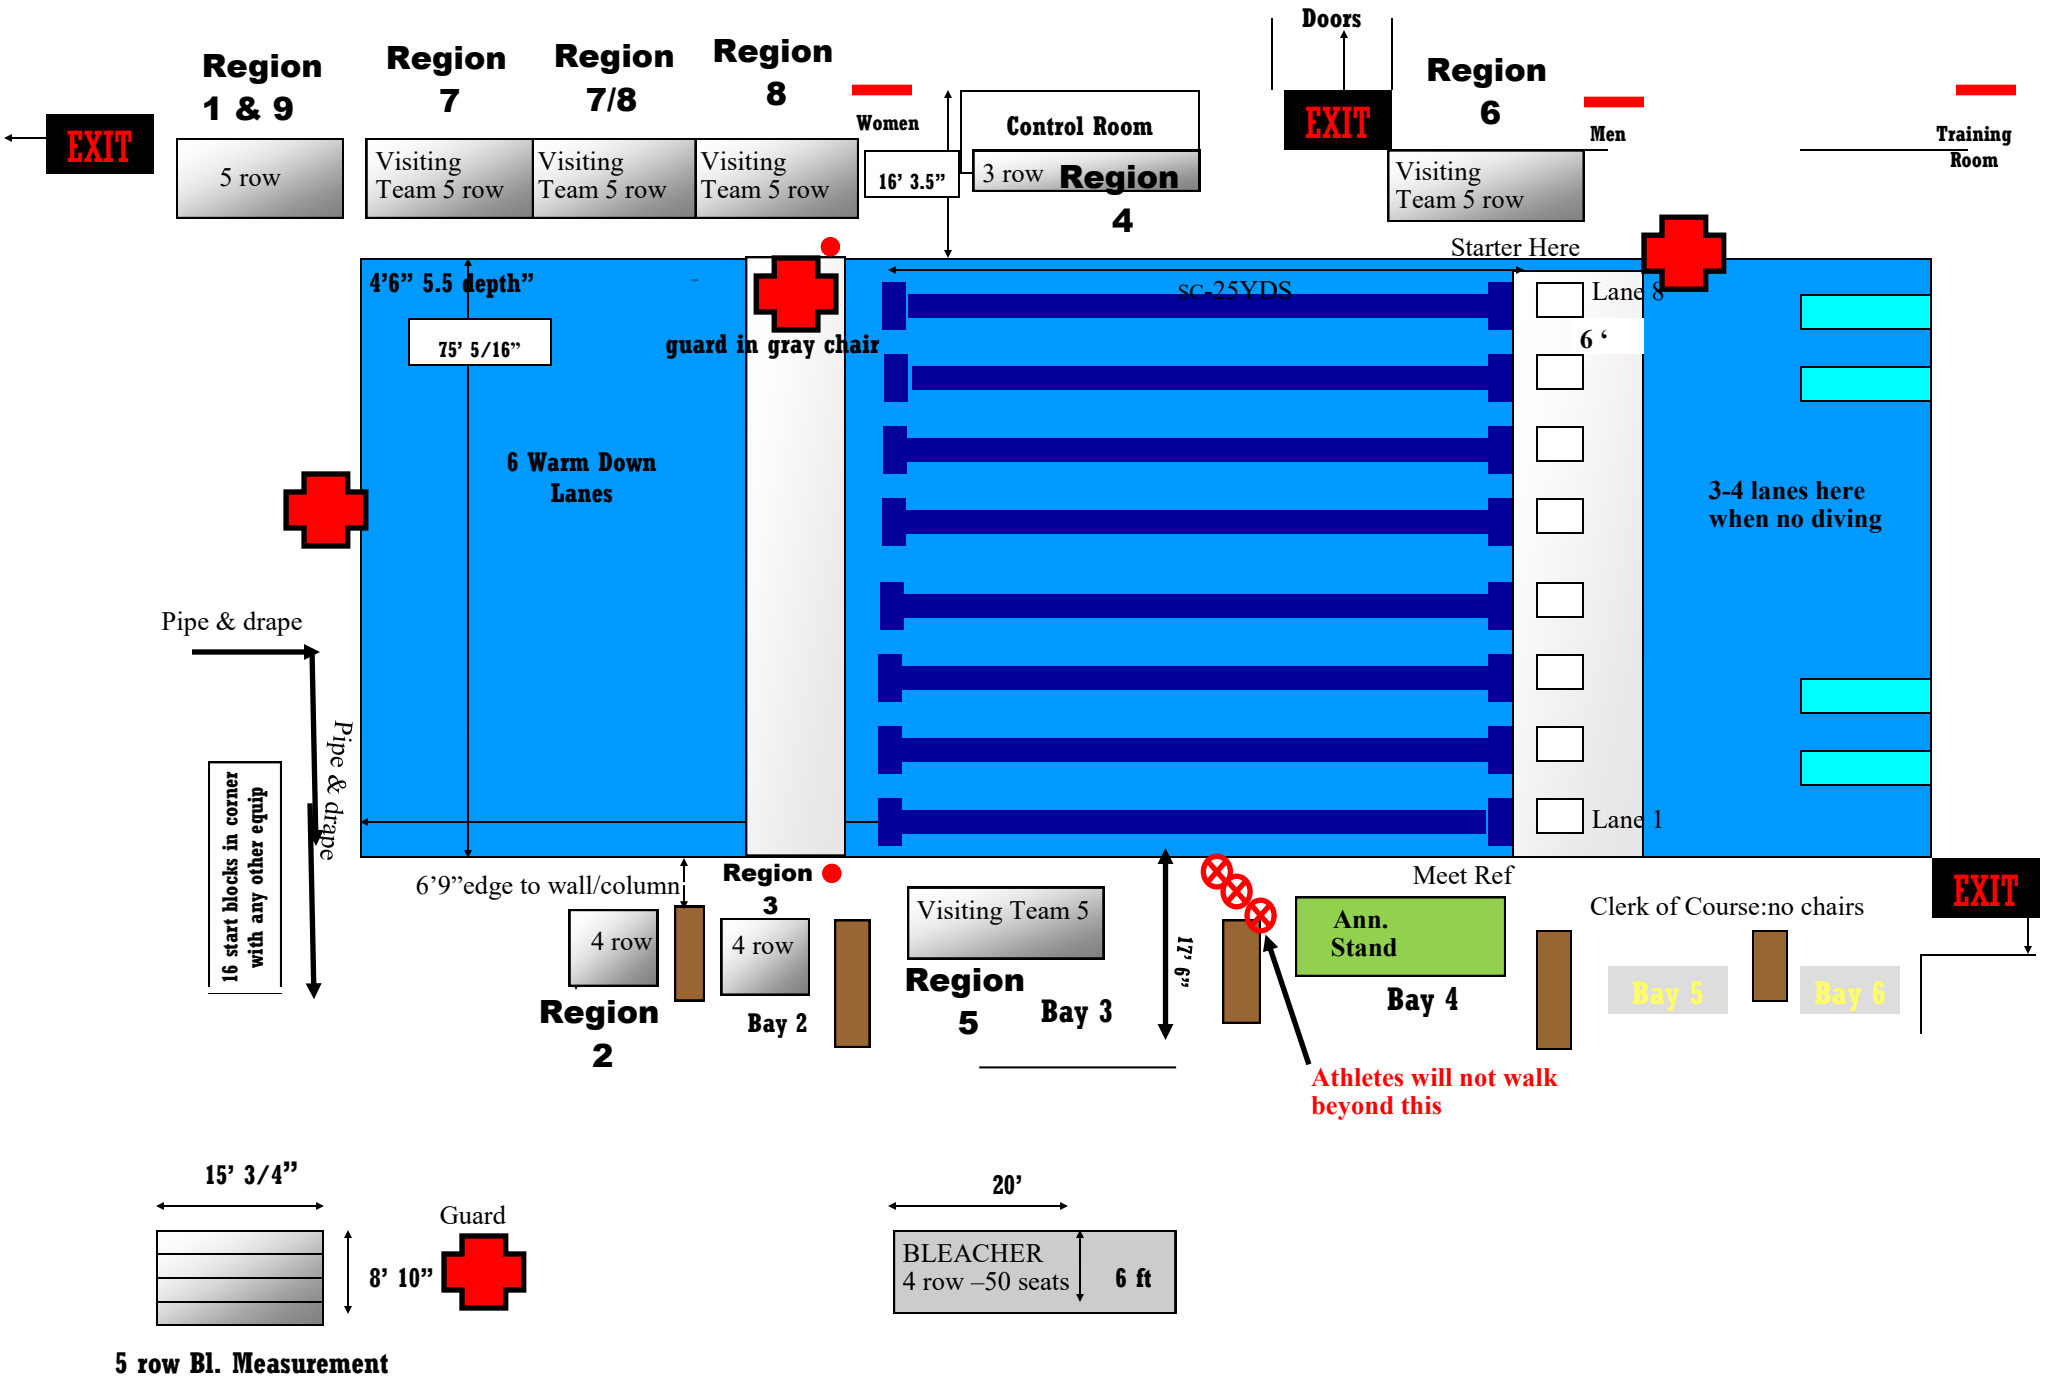 Doors
Region
1 & 9
Region
7
Region
7/8
Region
8
Region
6
EXIT
5 row
Visiting
Team 5 row
Visiting
Team 5 row
Visiting
Team 5 row
Women
16' 3.5”
Control Room
3 row
Region
4
EXIT
Visiting
Team 5 row
Men
Training
Room
Starter Here
4'6” 5.5 depth”
75' 5/16”
guard in gray chair
SC-25YDS
Lane 8
6 ‘
6 Warm Down
Lanes
3-4 lanes here
when no diving
Pipe & drape
Pipe & drape
16 start blocks in corner
with any other equip
Lane 1
6’9”edge to wall/column
Region
3
4 row
4 row
Region
2
Bay 2
Visiting Team 5
Region
5
Bay 3
17’ 6”
Meet Ref
Ann.
Stand
Bay 4
Clerk of Course:no chairs
Bay 5
Bay 6
EXIT
Athletes will not walk
beyond this
15’ 3/4”
8’ 10”
Guard
5 row Bl. Measurement
20’
BLEACHER
4 row –50 seats
6 ft